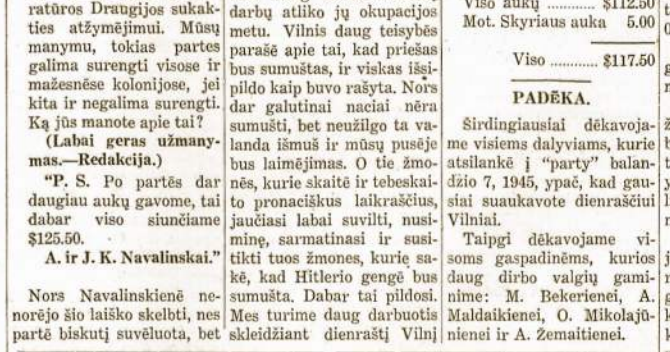 ratūros Draugijos sukak-
ties atžymėjimui. Mūsų
manymu, tokias partes
galima surengti visose ir
mažesnėse kolonijose, jei
kita ir negalima surengti.
Ką jūs manote apie tai?
(Labai geras užmany-
mas.—Redakcija.)
"P. S. Po partės dar
daugiau aukų gavome, tai
dabar viso siunčiame
$125.50.
A. ir J. K. Navalinskai."
Nors Navalinskienė ne-
norėjo šio laiško skelbti, nes
partė biskutį suvėluota, bet
darbų atliko jų okupacijos
metu. Vilnis daug teisybės
parašė apie tai, kad priešas
bus sumuštas, ir viskas išsi-
pildo kaip buvo rašyta. Nors
dar galutinai naciai nėra
sumušti, bet neužilgo ta va-
landa išmuš ir mūsų pusėje
bus laimėjimas. O tie žmo-
nės, kurie skaitė ir tebeskai-
to pronaciškus laikraščius,
jaučiasi labai suvilti, nusi-
minę, sarmatinasi ir susi-
tikti tuos žmones, kurię sa-
kė, kad Hitlerio gengė bus
sumušta. Dabar tai pildosi.
Mes turime daug darbuotis
skleidžiant dienraštį Vilnį
Viso aukų ........... $112.50
Mot. Skyriaus auka 5.00
Viso ............ $117.50
PADĖKA.
Širdingiausiai dėkavoja-
me visiems dalyviams, kurie
atsilankė į "party" balan-
džio 7, 1945, ypač, kad gau-
siai suaukavote dienraščiui
Vilniai.
Taipgi dėkavojame vi-
soms gaspadinėms, kurios
daug dirbo valgių gami-
nime: M. Bekerienei, A.
Maldaikienei, O. Mikolajū-
nienei ir A. Žemaitienei.